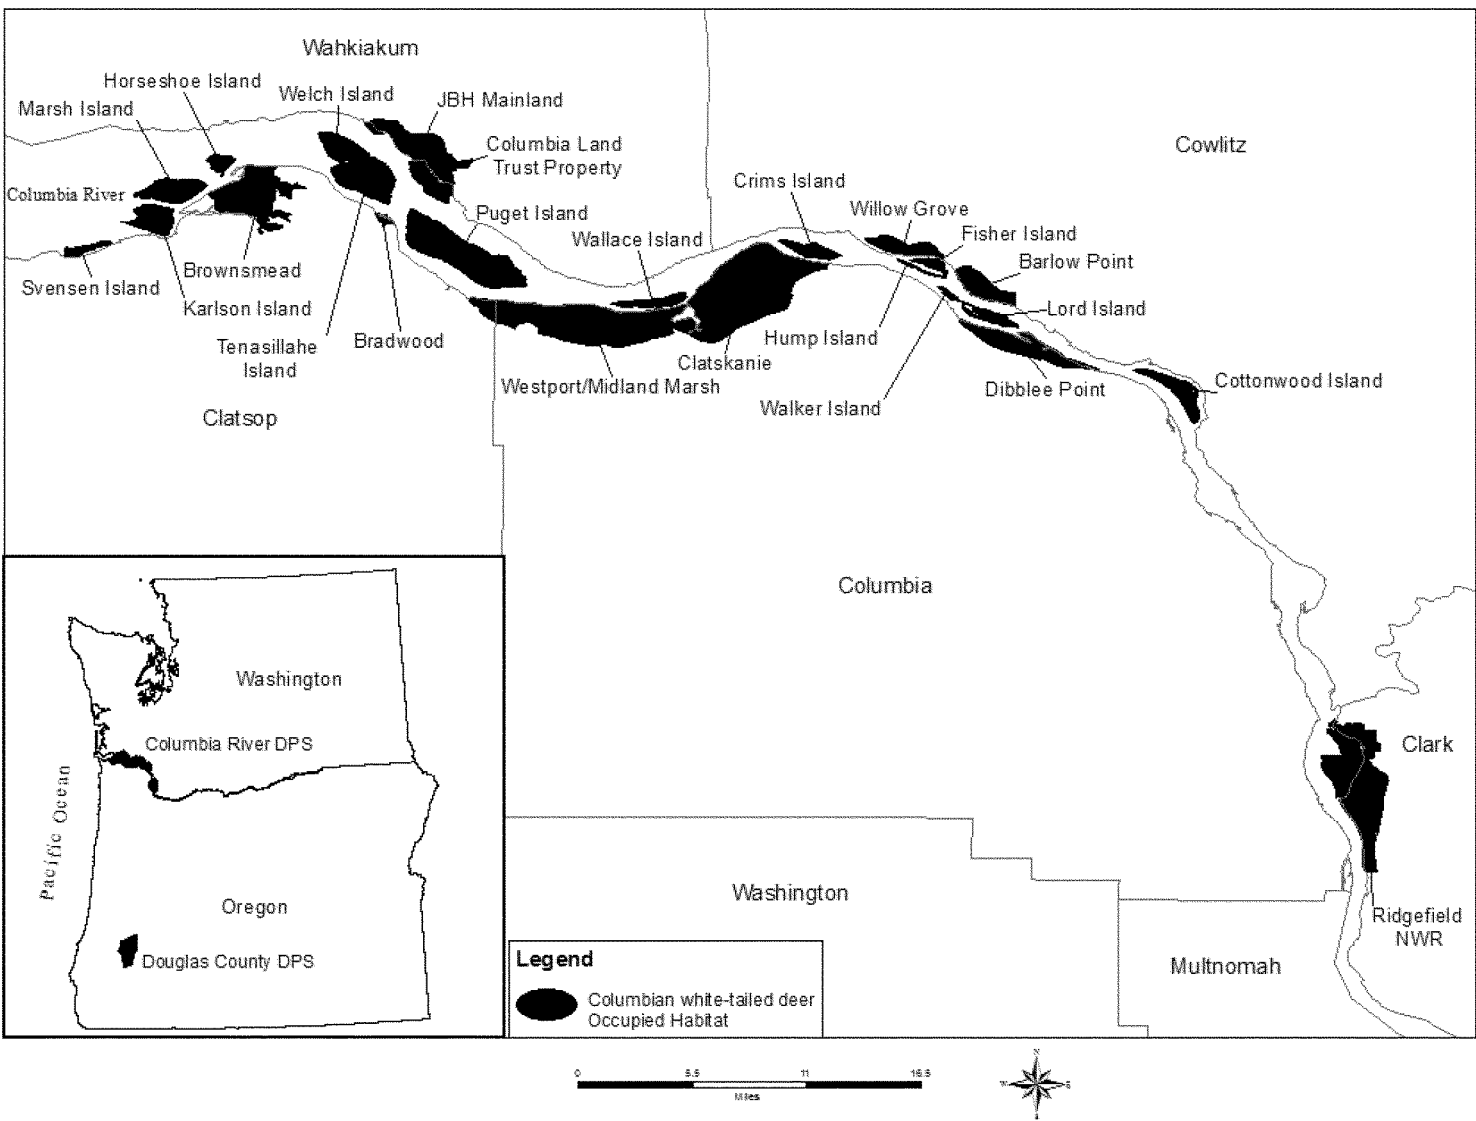 Wahkiakum
Horseshoe Island
Welch Island
JBH Mainland
Marsh Island
Columbia Land
Trust Property
Cowlitz
Columbia River
Crims Island
Willow Grove
Puget Island
Wallace Island
Fisher Island
Barlow Point
Svensen Island
Brownsmead
Karlson Island
Lord Island
Tenasillahe
Island
Bradwood
Hump Island
Clatskanie
Westport/Midland Marsh
Dibblee Point
Cottonwood Island
Walker Island
Clatsop
Columbia
Washington
Columbia River DPS
Pacific Ocean
Clark
Oregon
Douglas County DPS
Washington
Ridgefield
NWR
Multnomah
Legend
Columbian white-tailed deer
Occupied Habitat
0 5.5 11 16.5
Miles
N
W E
S